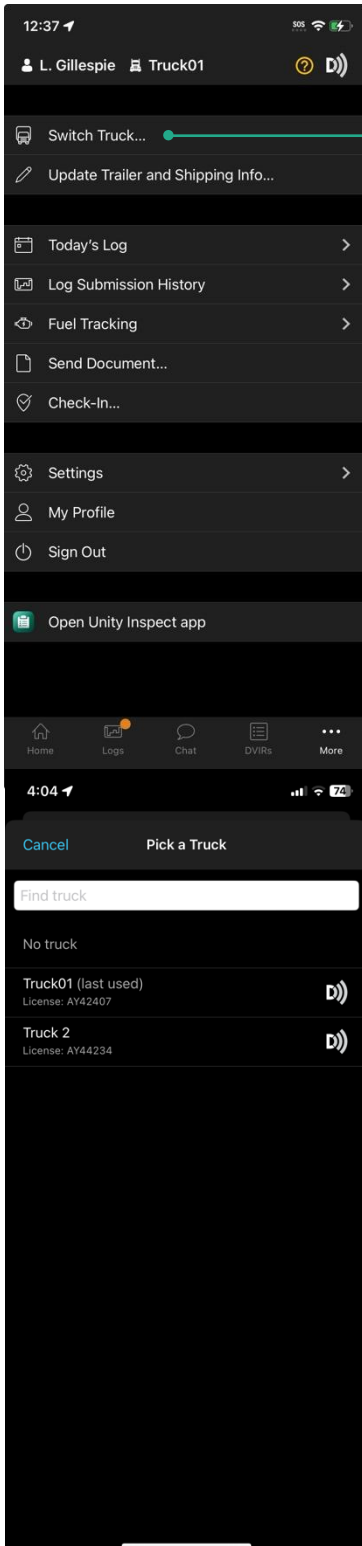 12:37
SOS
L. Gillespie Truck01
?
D
Switch Truck...
Update Trailer and Shipping Info...
Today's Log
Log Submission History
Fuel Tracking
Send Document...
Check-In...
Settings
My Profile
Sign Out
Open Unity Inspect app
Home Logs Chat DVIRs More
4:04
74
Cancel Pick a Truck
Find truck
No truck
Truck01 (last used)
License: AY42407
D
Truck 2
License: AY44234
D